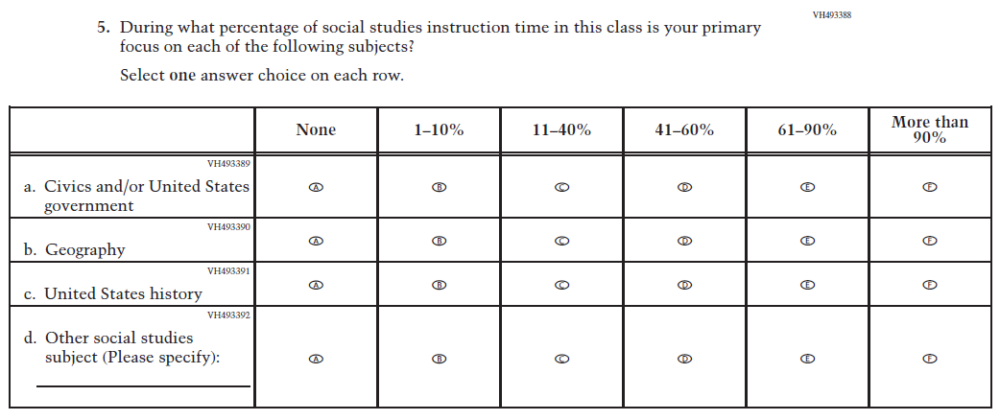 VH493388
5. During what percentage of social studies instruction time in this class is your primary
focus on each of the following subjects?
Select one answer choice on each row.
None 1–10% 11–40% 41–60% 61–90% More than
90%
VH493389
a. Civics and/or United States
government
A B C D E F
VH493390
b. Geography
A B C D E F
VH493391
c. United States history
A B C D E F
VH493392
d. Other social studies
subject (Please specify):
A B C D E F